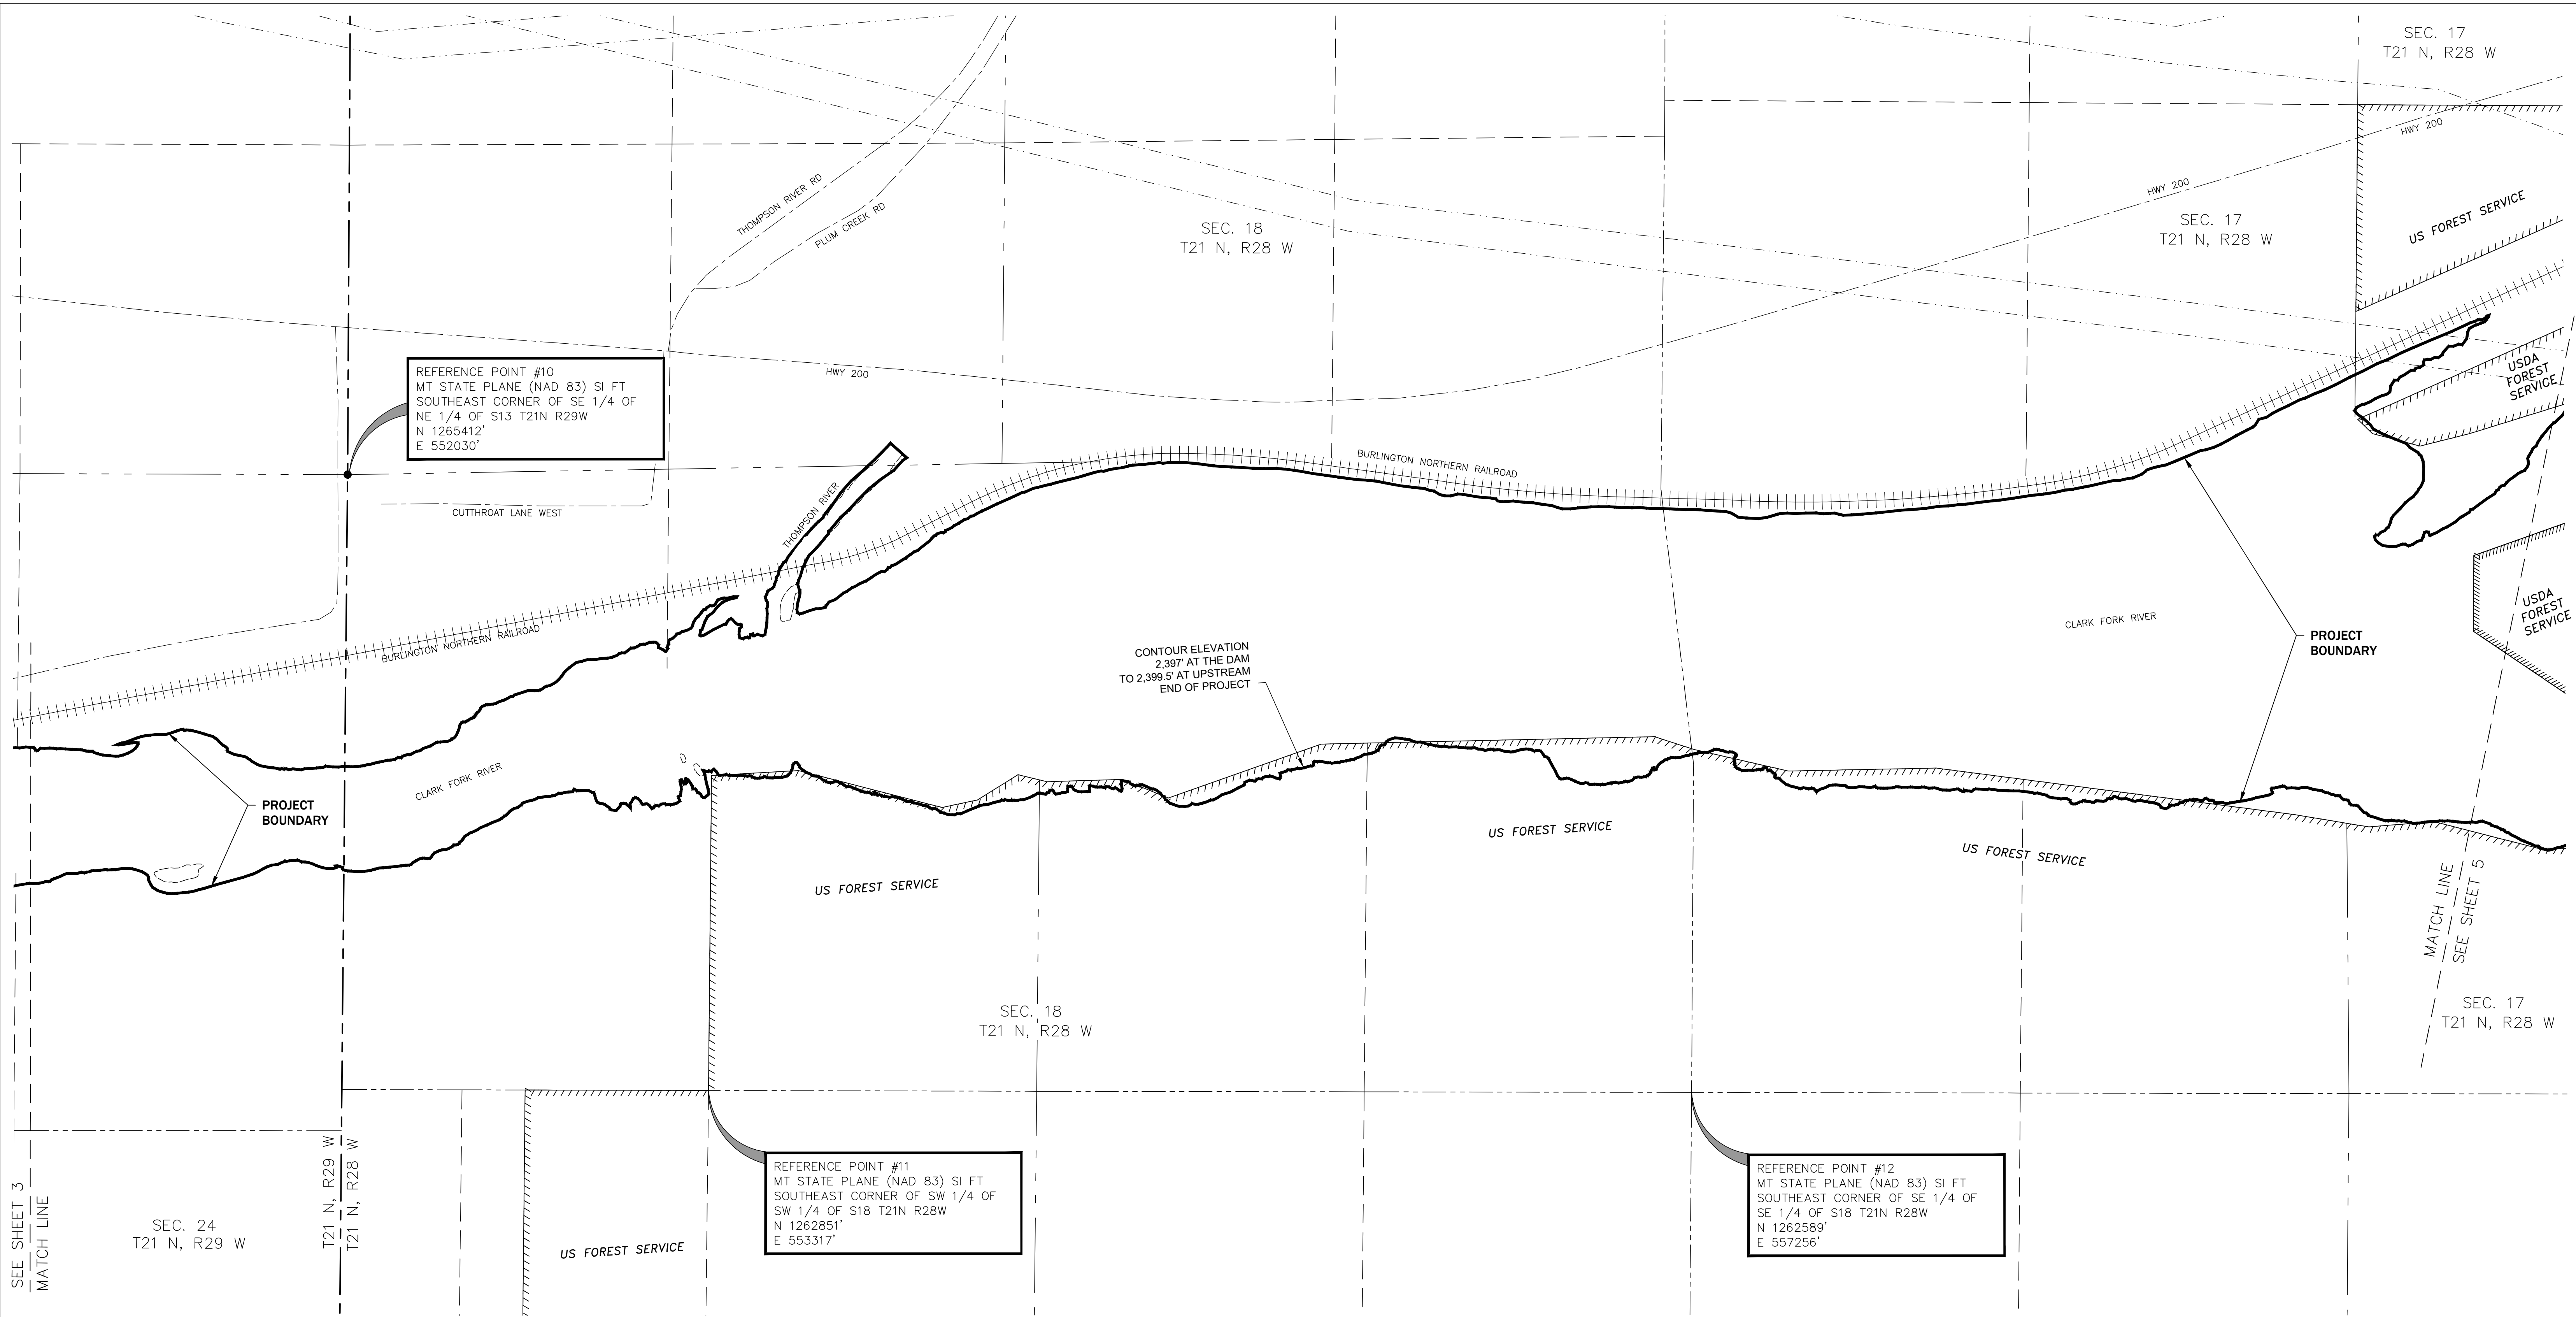 SEC. 17
T21 N, R28 W
HWY 200
THOMPSON RIVER RD
PLUM CREEK RD
HWY 200
SEC. 18
T21 N, R28 W
SEC. 17
T21 N, R28 W
US FOREST SERVICE
REFERENCE POINT #10
MT STATE PLANE (NAD 83) SI FT
SOUTHEAST CORNER OF SE 1/4 OF
NE 1/4 OF S13 T21N R29W
N 1265412'
E 552030'
HWY 200
USDA
FOREST
SERVICE
BURLINGTON NORTHERN RAILROAD
CUTTHROAT LANE WEST
THOMPSON RIVER
BURLINGTON NORTHERN RAILROAD
CONTOUR ELEVATION
2,397' AT THE DAM
TO 2,399.5' AT UPSTREAM
END OF PROJECT
CLARK FORK RIVER
PROJECT
BOUNDARY
USDA
FOREST
SERVICE
CLARK FORK RIVER
PROJECT
BOUNDARY
US FOREST SERVICE
US FOREST SERVICE
US FOREST SERVICE
MATCH LINE
SEE SHEET 5
SEC. 18
T21 N, R28 W
SEC. 17
T21 N, R28 W
SEE SHEET 3
MATCH LINE
SEC. 24
T21 N, R29 W
T21 N, R29 W
T21 N, R28 W
US FOREST SERVICE
REFERENCE POINT #11
MT STATE PLANE (NAD 83) SI FT
SOUTHEAST CORNER OF SW 1/4 OF
SW 1/4 OF S18 T21N R28W
N 1262851'
E 553317'
REFERENCE POINT #12
MT STATE PLANE (NAD 83) SI FT
SOUTHEAST CORNER OF SE 1/4 OF
SE 1/4 OF S18 T21N R28W
N 1262589'
E 557256'